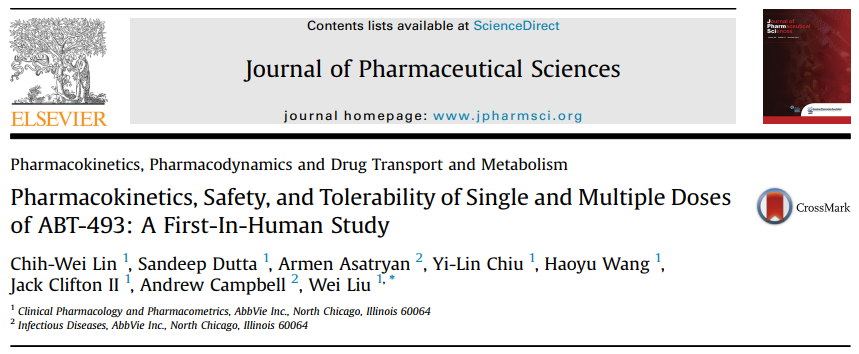 Contents lists available at ScienceDirect
Journal of Pharmaceutical Sciences
journal homepage: www.jpharmsci.org
ELSEVIER
Journal of
Pharmaceutical
Sciences
Pharmacokinetics, Pharmacodynamics and Drug Transport and Metabolism
Pharmacokinetics, Safety, and Tolerability of Single and Multiple Doses
of ABT-493: A First-In-Human Study
CrossMark
Chih-Wei Lin 1, Sandeep Dutta 1, Armen Asatryan 2, Yi-Lin Chiu 1, Haoyu Wang 1,
Jack Clifton II 1, Andrew Campbell 2, Wei Liu 1, *
1 Clinical Pharmacology and Pharmacometrics, AbbVie Inc., North Chicago, Illinois 60064
2 Infectious Diseases, AbbVie Inc., North Chicago, Illinois 60064